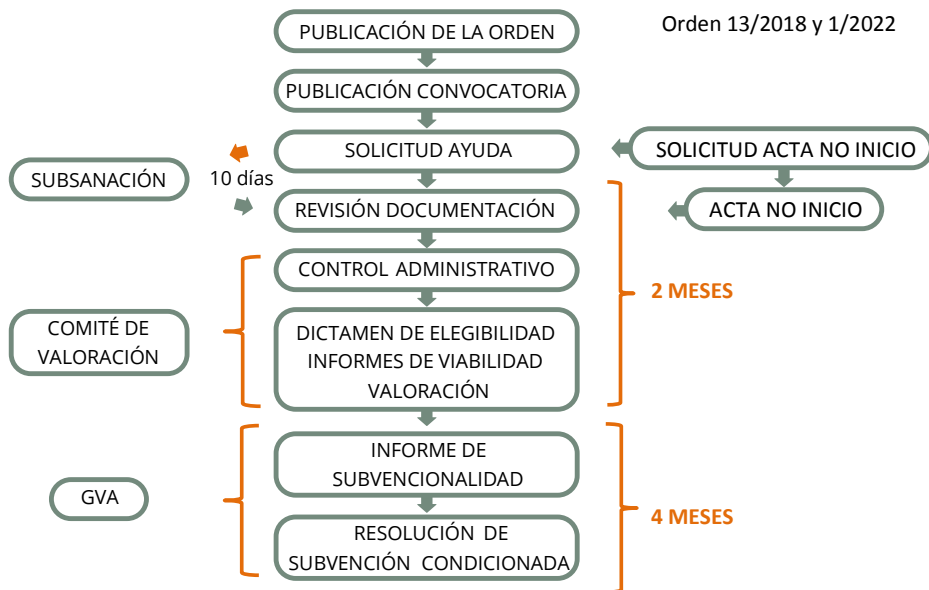 PUBLICACIÓN DE LA ORDEN
Orden 13/2018 y 1/2022
PUBLICACIÓN CONVOCATORIA
SOLICITUD AYUDA
SOLICITUD ACTA NO INICIO
SUBSANACIÓN
10 días
REVISIÓN DOCUMENTACIÓN
ACTA NO INICIO
CONTROL ADMINISTRATIVO
2 MESES
COMITÉ DE
VALORACIÓN
DICTAMEN DE ELEGIBILIDAD
INFORMES DE VIABILIDAD
VALORACIÓN
INFORME DE
SUBVENCIONALIDAD
GVA
4 MESES
RESOLUCIÓN DE
SUBVENCIÓN CONDICIONADA